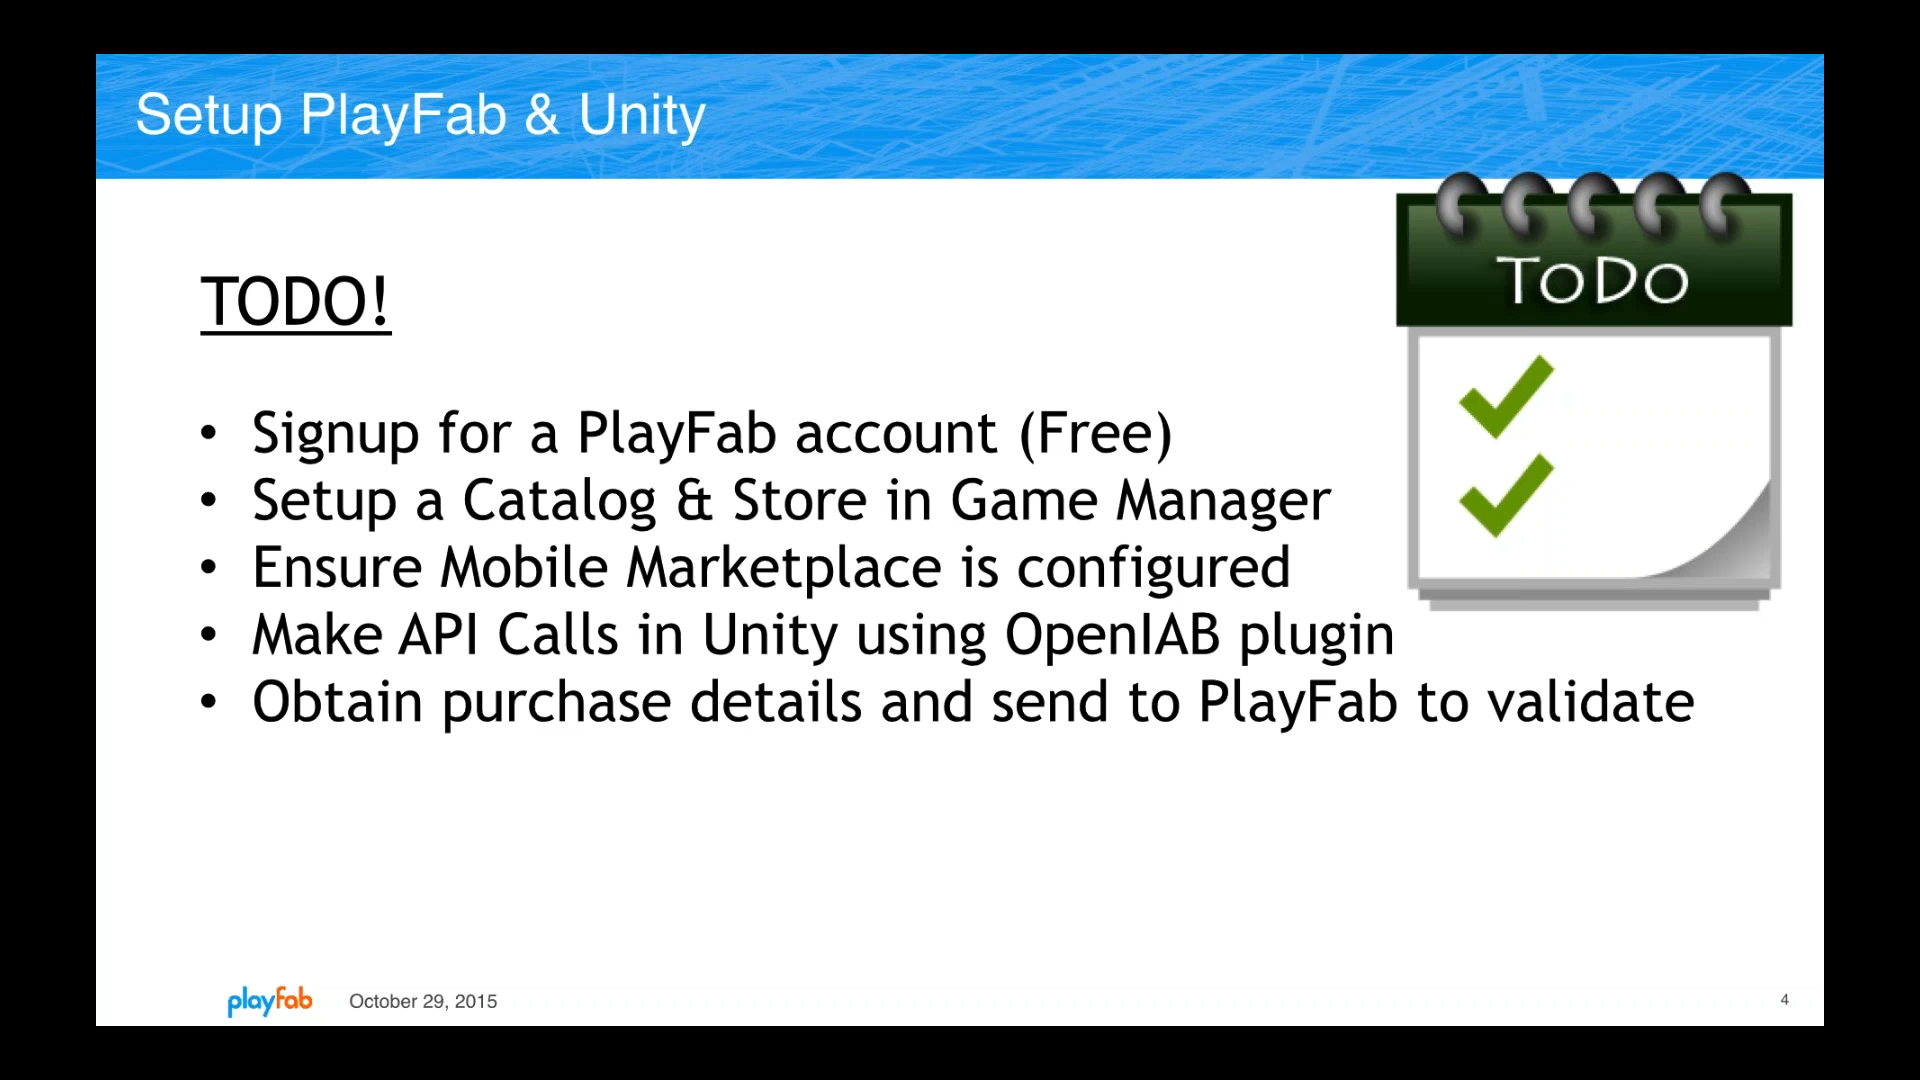 Setup PlayFab & Unity
ToDo
TODO!
• Signup for a PlayFab account (Free)
• Setup a Catalog & Store in Game Manager
• Ensure Mobile Marketplace is configured
• Make API Calls in Unity using OpenIAB plugin
• Obtain purchase details and send to PlayFab to validate
playfab October 29, 2015 4